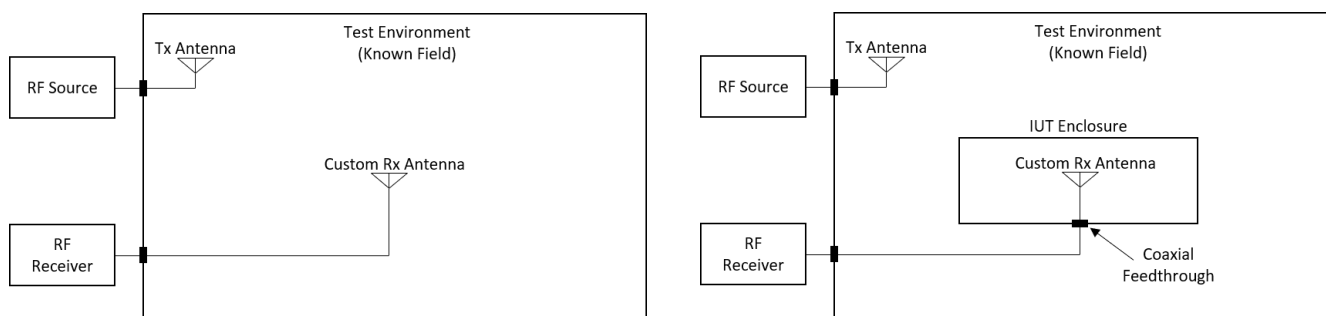 Test Environment
(Known Field)
Tx Antenna
RF Source
Custom Rx Antenna
RF
Receiver
Test Environment
(Known Field)
Tx Antenna
RF Source
IUT Enclosure
Custom Rx Antenna
RF
Receiver
Coaxial
Feedthrough